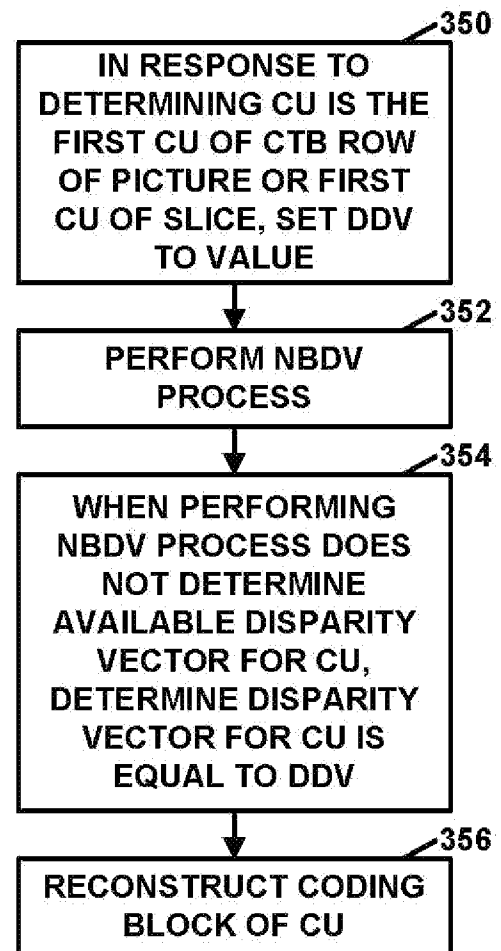 350
IN RESPONSE TO
DETERMINING CU IS THE
FIRST CU OF CTB ROW
OF PICTURE OR FIRST
CU OF SLICE, SET DDV
TO VALUE
352
PERFORM NBDV
PROCESS
354
WHEN PERFORMING
NBDV PROCESS DOES
NOT DETERMINE
AVAILABLE DISPARITY
VECTOR FOR CU,
DETERMINE DISPARITY
VECTOR FOR CU IS
EQUAL TO DDV
356
RECONSTRUCT CODING
BLOCK OF CU